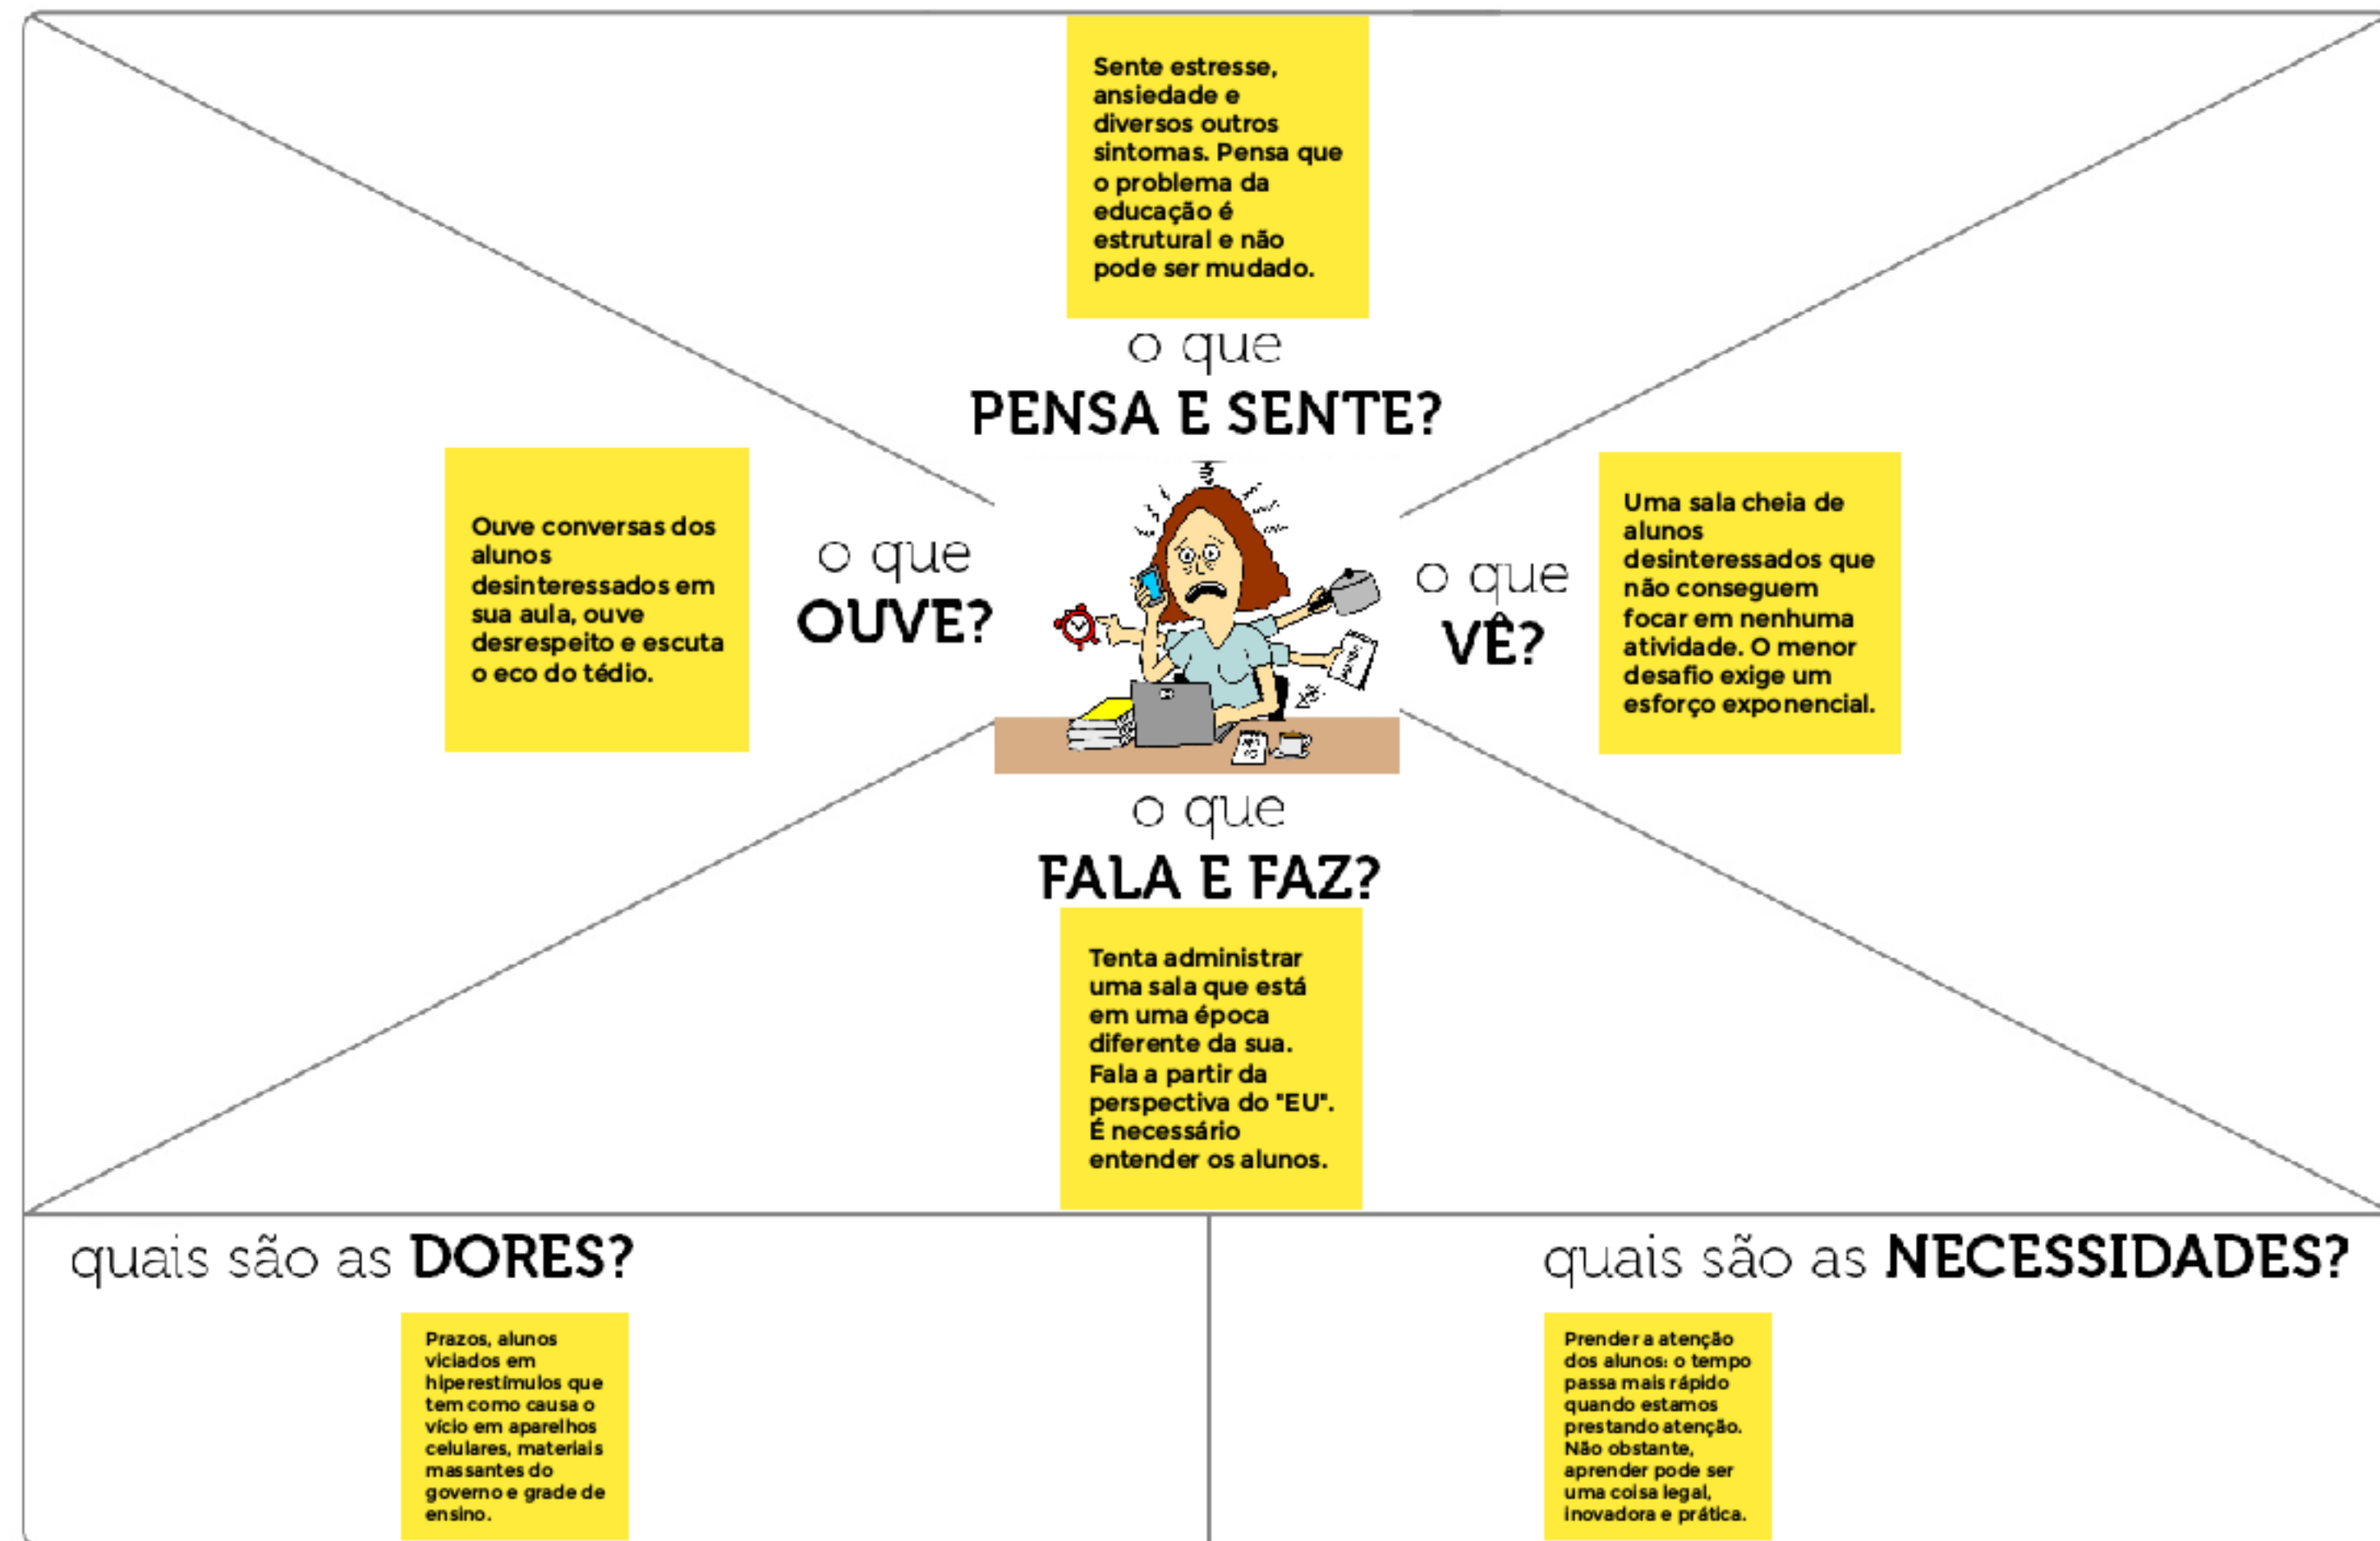 Sente estresse,
ansiedade e
diversos outros
sintomas. Pensa que
o problema da
educação é
estrutural e não
pode ser mudado.
o que
PENSA E SENTE?
Ouve conversas dos
alunos
desinteressados em
sua aula, ouve
desrespeito e escuta
o eco do tédio.
o que
OUVE?
o que
VÊ?
Uma sala cheia de
alunos
desinteressados que
não conseguem
focar em nenhuma
atividade. O menor
desafio exige um
esforço exponencial.
o que
FALA E FAZ?
Tenta administrar
uma sala que está
em uma época
diferente da sua.
Fala a partir da
perspectiva do "EU".
É necessário
entender os alunos.
quais são as DORES?
Prazos, alunos
viciados em
hiperestímulos que
tem como causa o
vício em aparelhos
celulares, materiais
massantes do
governo e grade de
ensino.
quais são as NECESSIDADES?
Prender a atenção
dos alunos: o tempo
passa mais rápido
quando estamos
prestando atenção.
Não obstante,
aprender pode ser
uma coisa legal,
inovadora e prática.